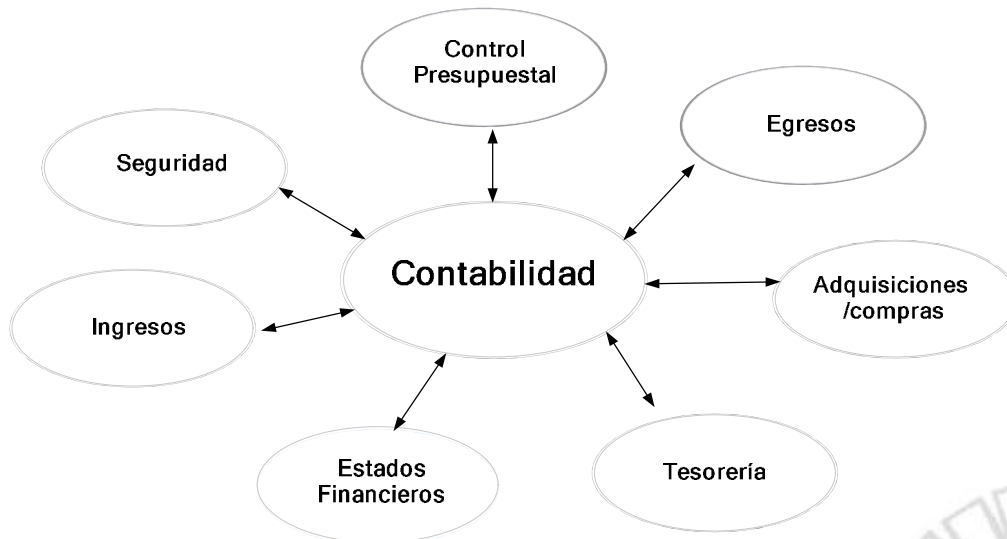 Control
Presupuestal
Egresos
Seguridad
Contabilidad
Adquisiciones
/compras
Ingresos
Estados
Financieros
Tesorería